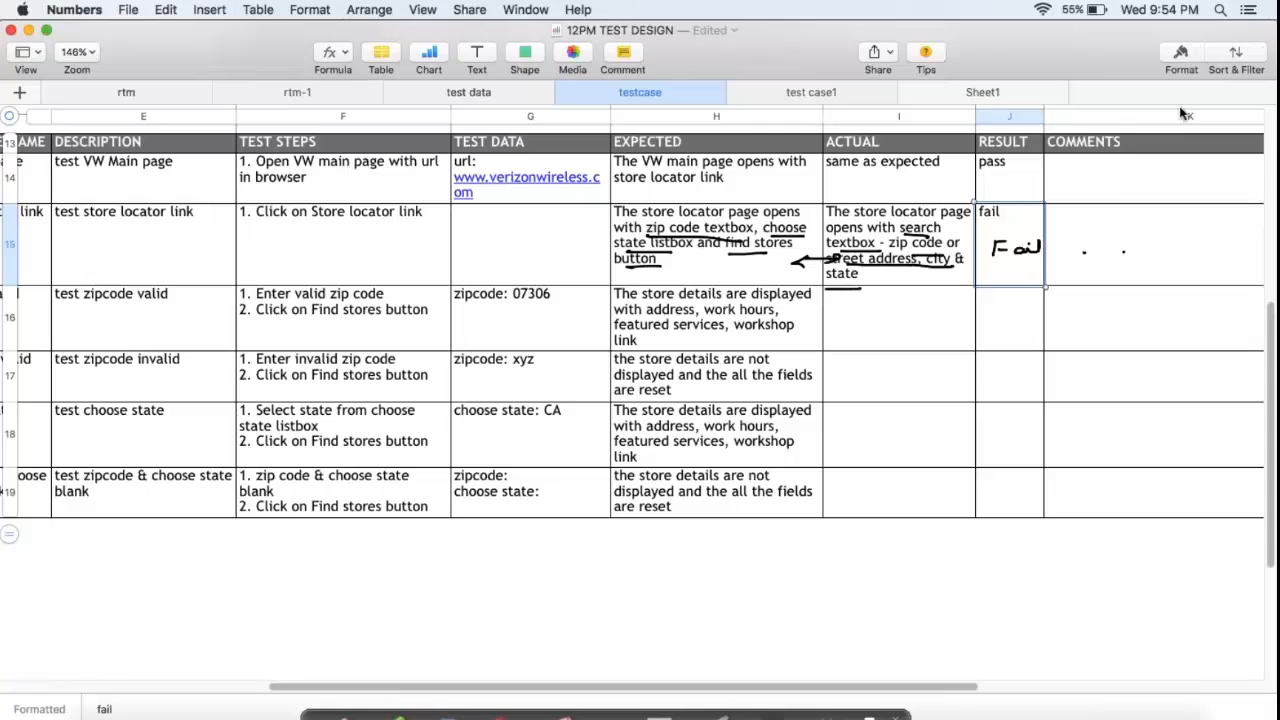 Numbers File Edit Insert Table Format Arrange View Share Window Help 55% Wed 9:54 PM
12PM TEST DESIGN — Edited
146%
View Zoom Formula Table Chart Text Shape Media Comment Share Tips Format Sort & Filter
rtm rtm-1 test data testcase test case1 Sheet1
E F G H I J K
13 AME DESCRIPTION TEST STEPS TEST DATA EXPECTED ACTUAL RESULT COMMENTS
14
test VW Main page
1. Open VW main page with url
in browser
url:
www.verizonwireless.c
om
The VW main page opens with
store locator link
same as expected
pass
15
link
test store locator link
1. Click on Store locator link
The store locator page opens
with zip code textbox, choose
state listbox and find stores
button
The store locator page
opens with search
textbox - zip code or
street address, city &
state
fail
Fail
16
test zipcode valid
1. Enter valid zip code
2. Click on Find stores button
zipcode: 07306
The store details are displayed
with address, work hours,
featured services, workshop
link
17
id
test zipcode invalid
1. Enter invalid zip code
2. Click on Find stores button
zipcode: xyz
the store details are not
displayed and the all the fields
are reset
18
test choose state
1. Select state from choose
state listbox
2. Click on Find stores button
choose state: CA
The store details are displayed
with address, work hours,
featured services, workshop
link
19
oose
test zipcode & choose state
blank
1. zip code & choose state
blank
2. Click on Find stores button
zipcode:
choose state:
the store details are not
displayed and the all the fields
are reset
Formatted fail